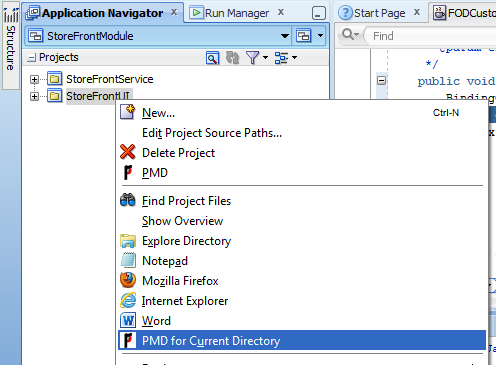 Application Navigator
Run Manager
Start Page
FODCusto
Structure
StoreFrontModule
Find
Projects
StoreFrontService
StoreFrontUI
*/
public void
Binding
New...
Ctrl-N
Edit Project Source Paths...
Delete Project
PMD
Find Project Files
Show Overview
Explore Directory
Notepad
Mozilla Firefox
Internet Explorer
Word
PMD for Current Directory